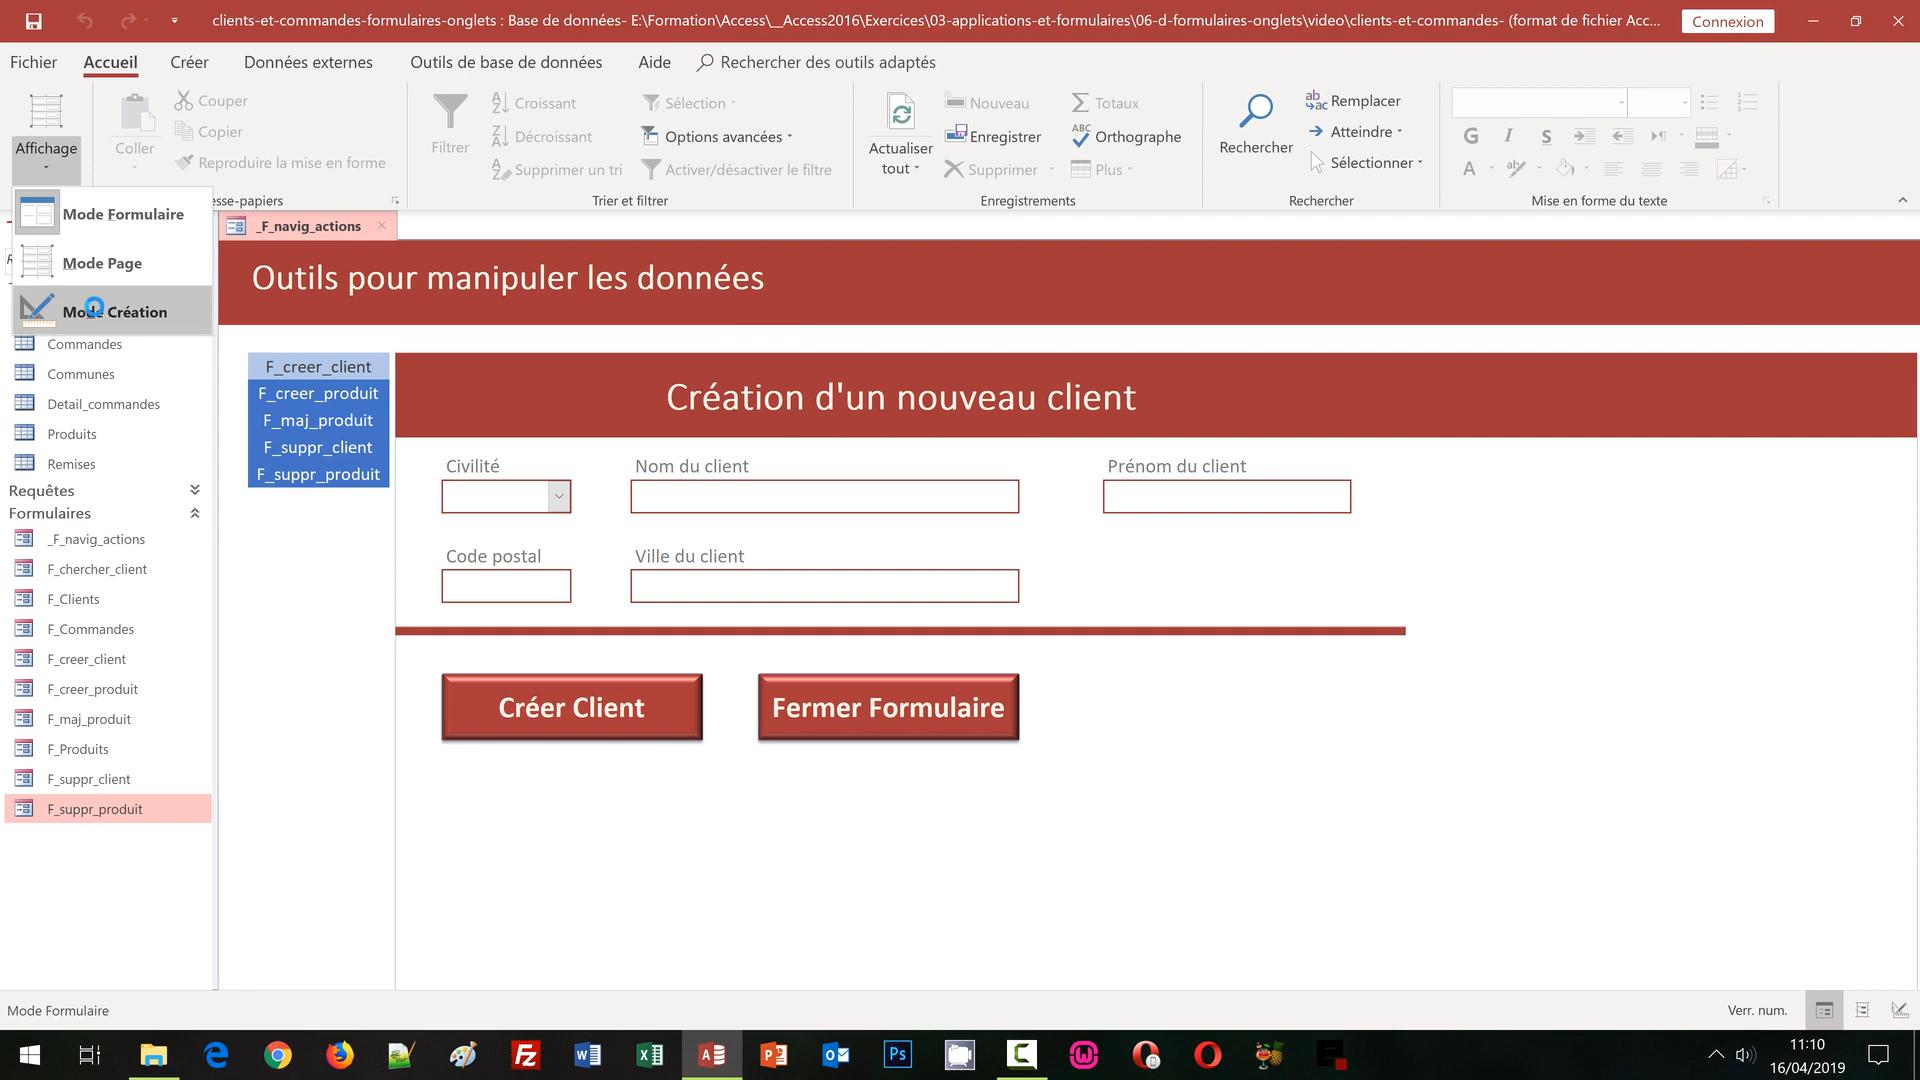 clients-et-commandes-formulaires-onglets : Base de données- E:\Formation\Access\__Access2016\Exercices\03-applications-et-formulaires\06-d-formulaires-onglets\video\clients-et-commandes- (format de fichier Acc...
Connexion
Fichier
Accueil
Créer
Données externes
Outils de base de données
Aide
Rechercher des outils adaptés
Affichage
Coller
Couper
Copier
Reproduire la mise en forme
esse-papiers
Filtrer
Croissant
Décroissant
Supprimer un tri
Sélection
Options avancées
Activer/désactiver le filtre
Trier et filtrer
Actualiser
tout
Nouveau
Enregistrer
Supprimer
Totaux
Orthographe
Plus
Enregistrements
Rechercher
Remplacer
Atteindre
Sélectionner
Rechercher
G
I
S
A
Mise en forme du texte
Mode Formulaire
Mode Page
Mode Création
Commandes
Communes
Detail_commandes
Produits
Remises
Requêtes
Formulaires
_F_navig_actions
F_chercher_client
F_Clients
F_Commandes
F_creer_client
F_creer_produit
F_maj_produit
F_Produits
F_suppr_client
F_suppr_produit
_F_navig_actions
Outils pour manipuler les données
F_creer_client
F_creer_produit
F_maj_produit
F_suppr_client
F_suppr_produit
Création d'un nouveau client
Civilité
Nom du client
Prénom du client
Code postal
Ville du client
Créer Client
Fermer Formulaire
Mode Formulaire
Verr. num.
11:10
16/04/2019